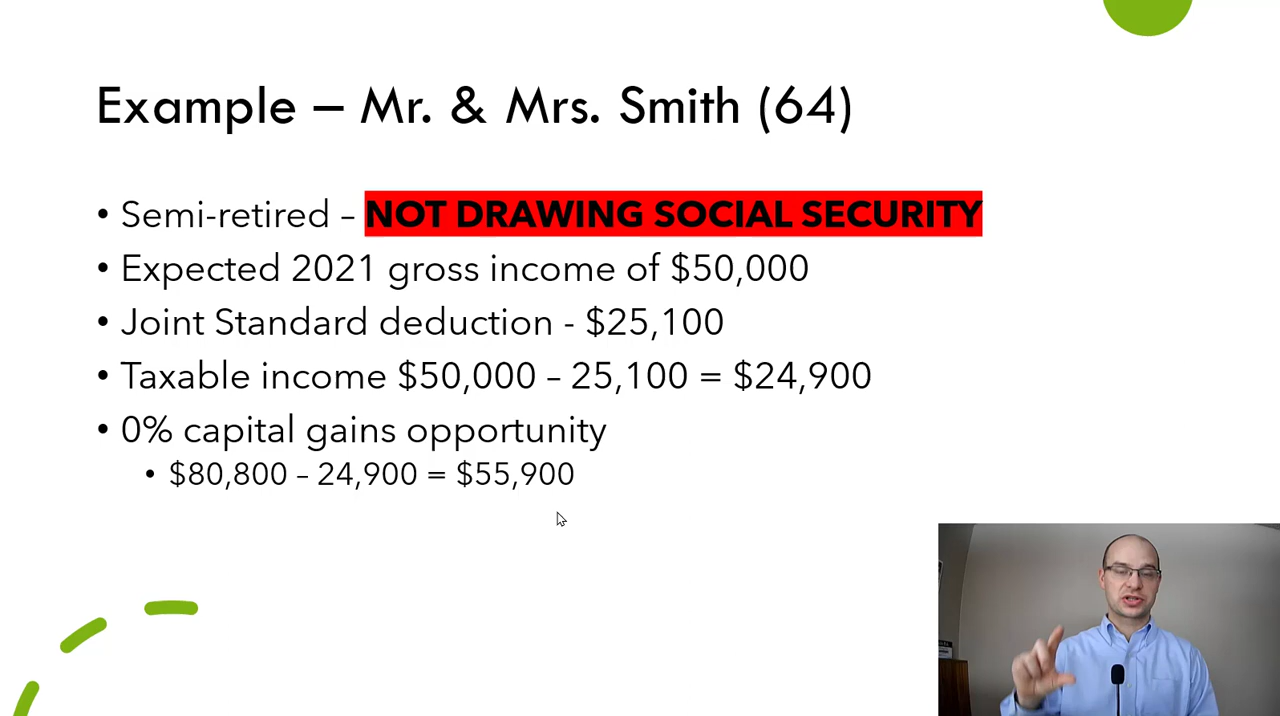 Example – Mr. & Mrs. Smith (64)
• Semi-retired – NOT DRAWING SOCIAL SECURITY
• Expected 2021 gross income of $50,000
• Joint Standard deduction - $25,100
• Taxable income $50,000 – 25,100 = $24,900
• 0% capital gains opportunity
• $80,800 – 24,900 = $55,900